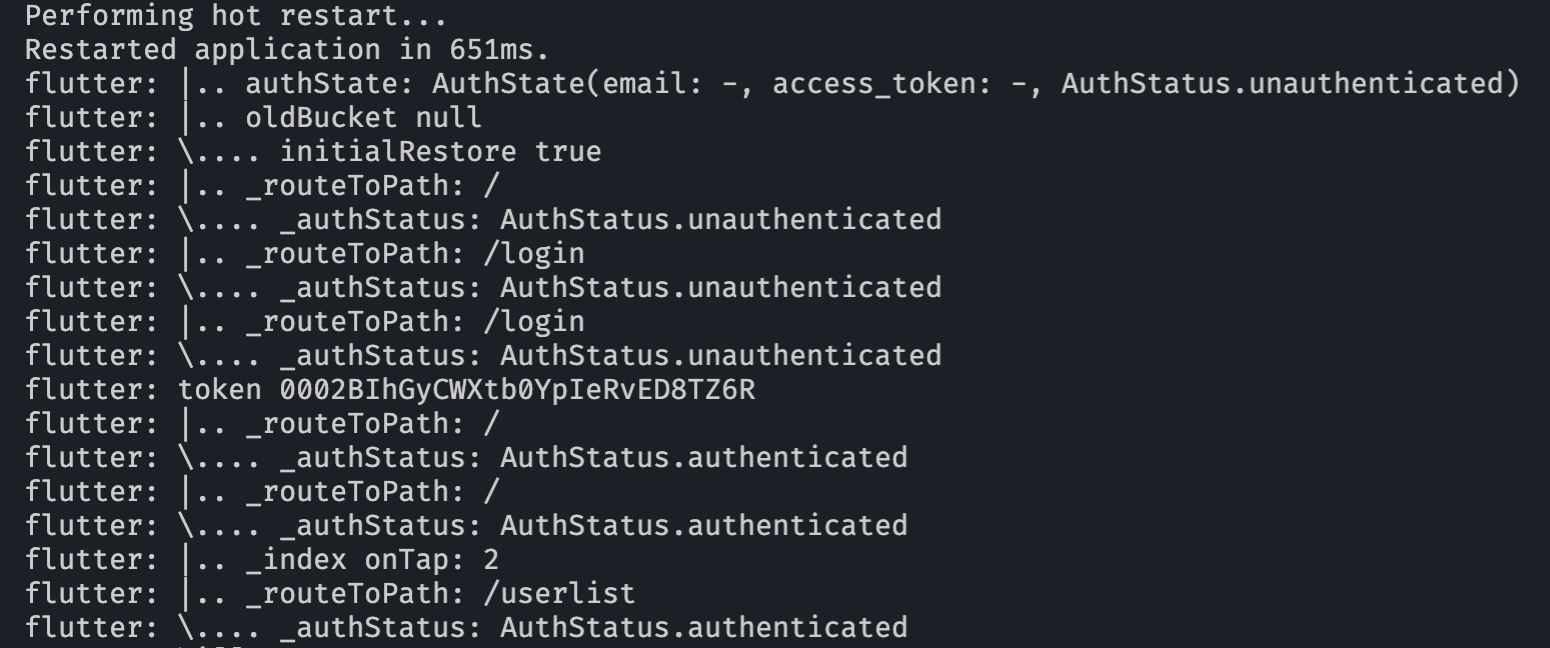 Performing hot restart...
Restarted application in 651ms.
flutter: |.. authState: AuthState(email: -, access_token: -, AuthStatus.unauthenticated)
flutter: |.. oldBucket null
flutter: \.... initialRestore true
flutter: |.. _routeToPath: /
flutter: \.... _authStatus: AuthStatus.unauthenticated
flutter: |.. _routeToPath: /login
flutter: \.... _authStatus: AuthStatus.unauthenticated
flutter: |.. _routeToPath: /login
flutter: \.... _authStatus: AuthStatus.unauthenticated
flutter: token 0002BIhGyCWXtb0YpIeRvED8TZ6R
flutter: |.. _routeToPath: /
flutter: \.... _authStatus: AuthStatus.authenticated
flutter: |.. _routeToPath: /
flutter: \.... _authStatus: AuthStatus.authenticated
flutter: |.. _index onTap: 2
flutter: |.. _routeToPath: /userlist
flutter: \.... _authStatus: AuthStatus.authenticated